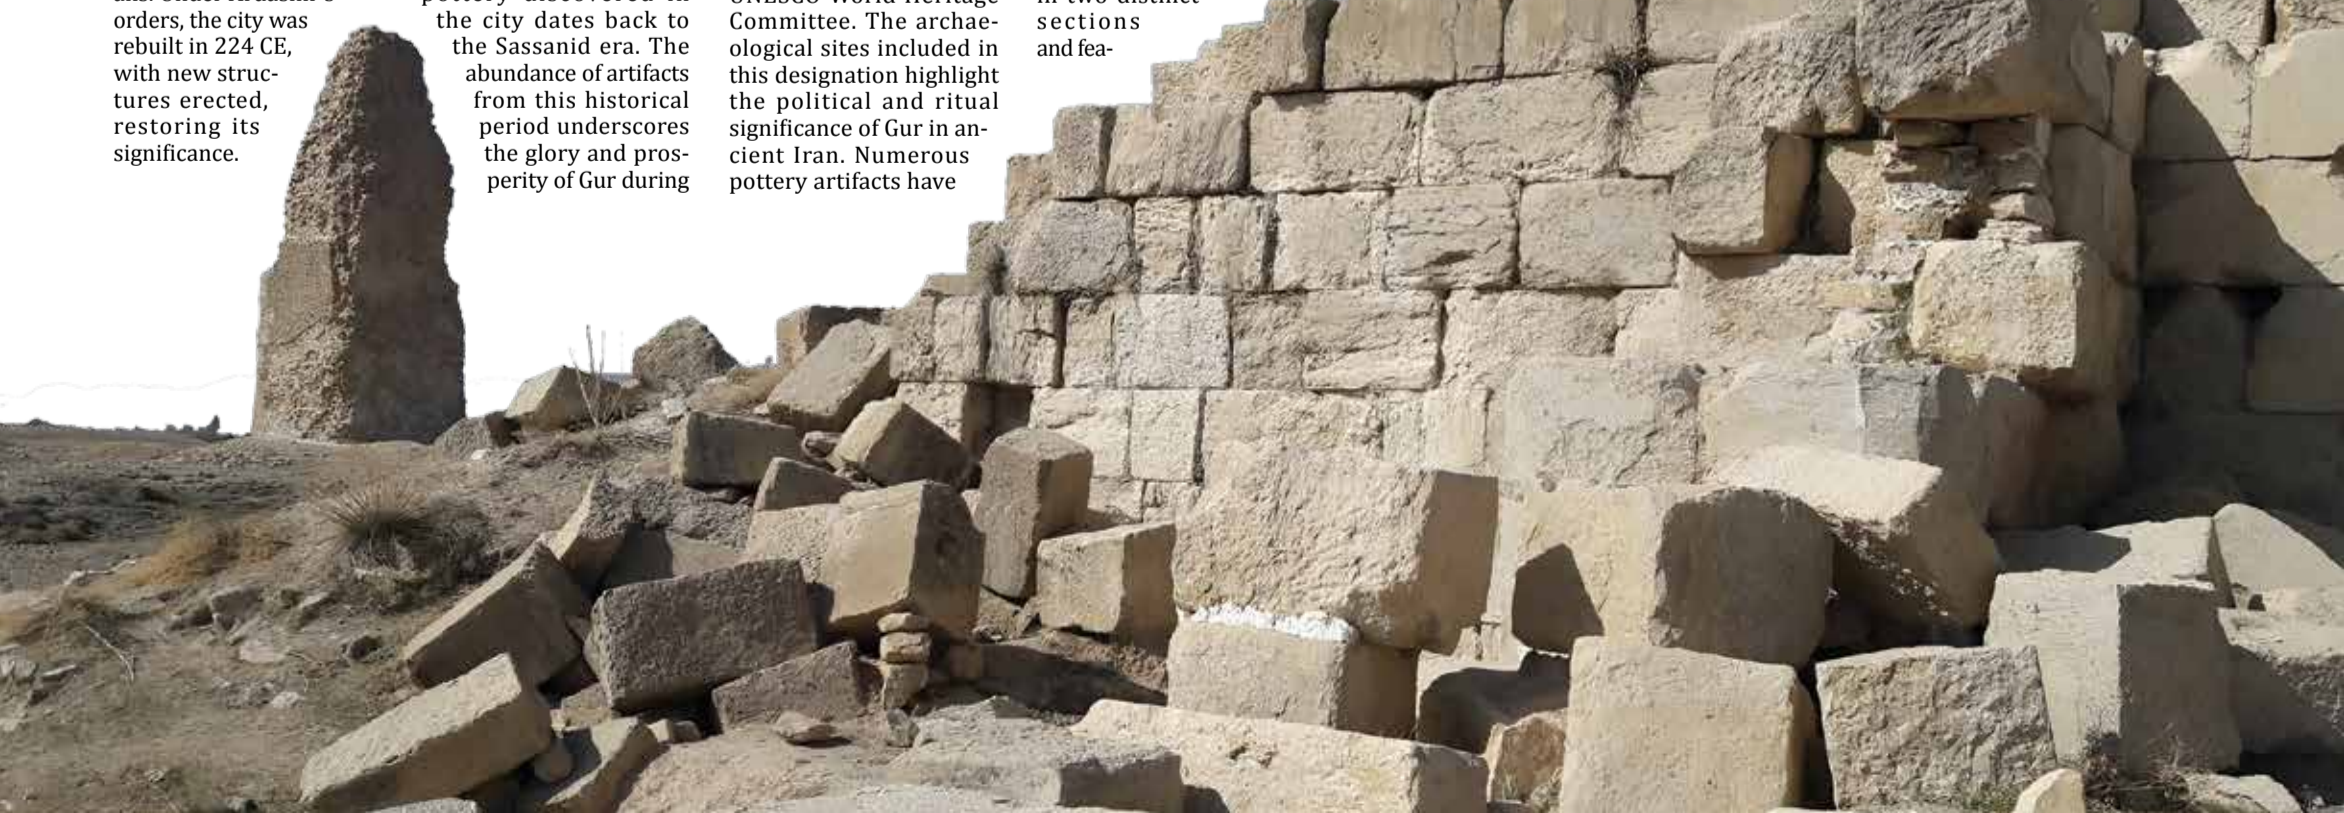 orders, the city was
rebuilt in 224 CE,
with new struc-
tures erected,
restoring its
significance.
the city dates back to
the Sassanid era. The
abundance of artifacts
from this historical
period underscores
the glory and pros-
perity of Gur during
Committee. The archae-
ological sites included in
this designation highlight
the political and ritual
significance of Gur in an-
cient Iran. Numerous
pottery artifacts have
in two distinct
sections
and fea-